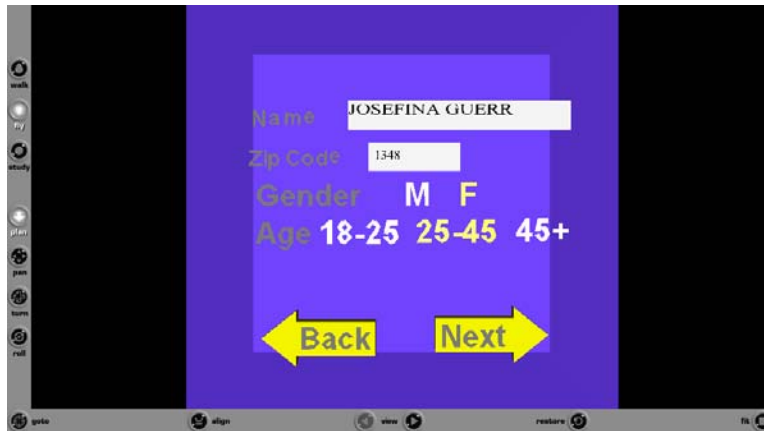 walk
fly
study
plan
pan
turn
roll
Name JOSEFINA GUERR
Zip Code 1348
Gender M F
Age 18-25 25-45 45+
Back Next
goto align view restore fit